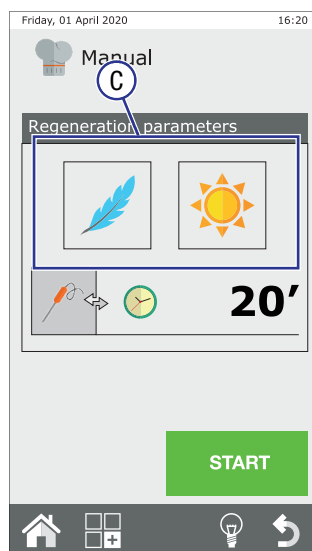 Friday, 01 April 2020 16:20
Manual
C
Regeneration parameters
20’
START